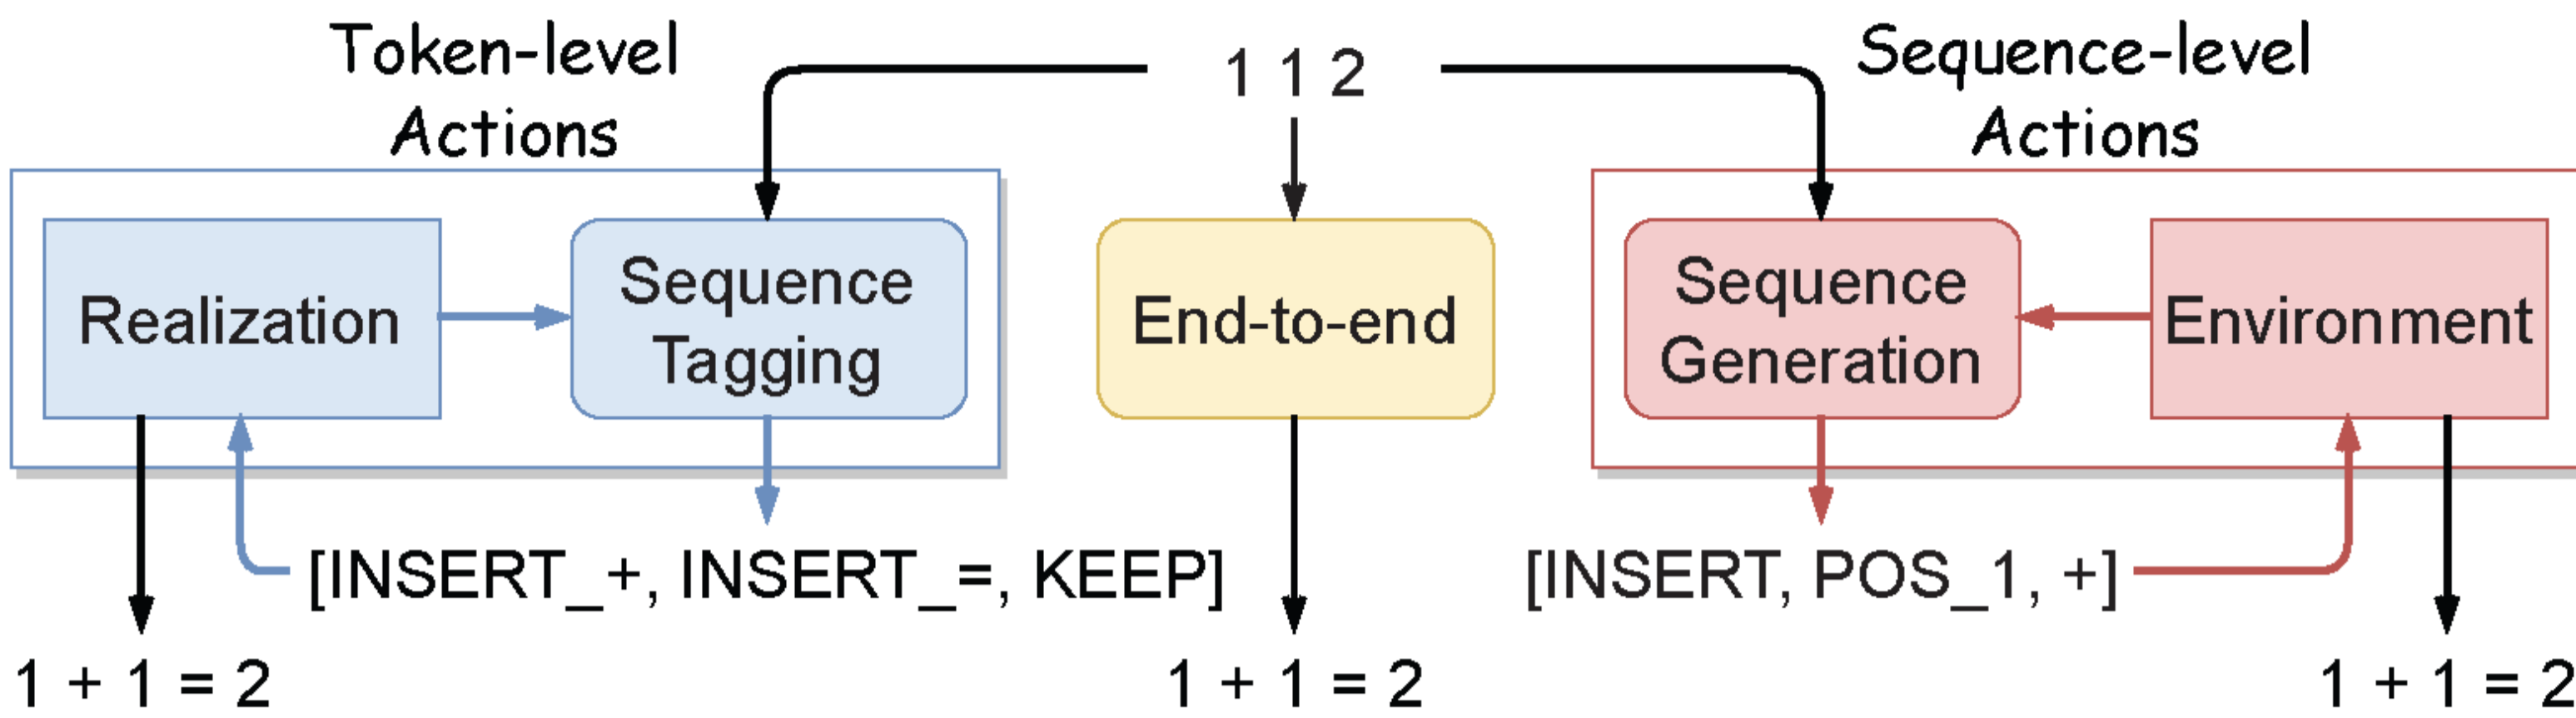 Token-level
Actions
1 1 2
Sequence-level
Actions
Realization
Sequence
Tagging
End-to-end
Sequence
Generation
Environment
[INSERT_+, INSERT_=, KEEP]
[INSERT, POS_1, +]
1 + 1 = 2
1 + 1 = 2
1 + 1 = 2